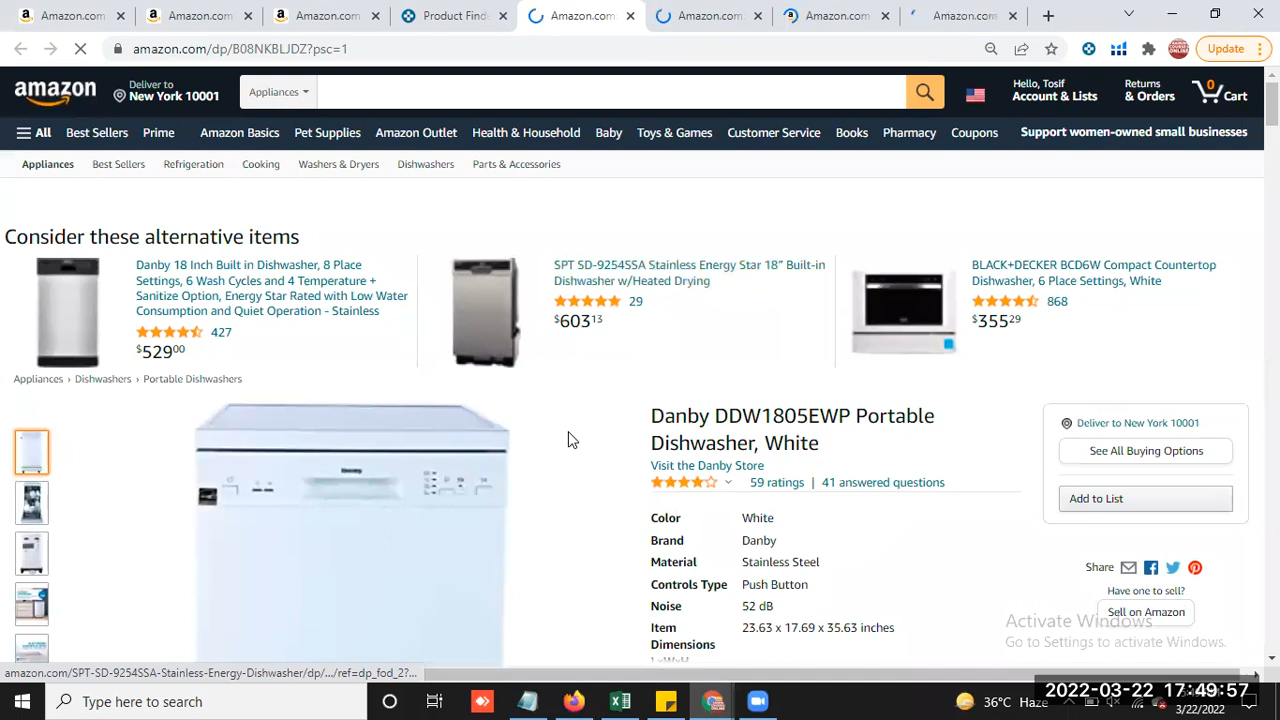 Amazon.com
Amazon.com
Amazon.com
Product Finde
Amazon.com
Amazon.com
Amazon.com
Amazon.com
amazon.com/dp/B08NKBLJDZ?psc=1
Update
amazon
Deliver to
New York 10001
Appliances
Hello, Tosif
Account & Lists
Returns
& Orders
0
Cart
All
Best Sellers
Prime
Amazon Basics
Pet Supplies
Amazon Outlet
Health & Household
Baby
Toys & Games
Customer Service
Books
Pharmacy
Coupons
Support women-owned small businesses
Appliances
Best Sellers
Refrigeration
Cooking
Washers & Dryers
Dishwashers
Parts & Accessories
Consider these alternative items
Danby 18 Inch Built in Dishwasher, 8 Place
Settings, 6 Wash Cycles and 4 Temperature +
Sanitize Option, Energy Star Rated with Low Water
Consumption and Quiet Operation - Stainless
427
$52900
SPT SD-9254SSA Stainless Energy Star 18” Built-in
Dishwasher w/Heated Drying
29
$60313
BLACK+DECKER BCD6W Compact Countertop
Dishwasher, 6 Place Settings, White
868
$35529
Appliances › Dishwashers › Portable Dishwashers
Danby DDW1805EWP Portable
Dishwasher, White
Visit the Danby Store
59 ratings | 41 answered questions
Color White
Brand Danby
Material Stainless Steel
Controls Type Push Button
Noise 52 dB
Item 23.63 x 17.69 x 35.63 inches
Dimensions
Deliver to New York 10001
See All Buying Options
Add to List
Share
Have one to sell?
Sell on Amazon
Activate Windows
Go to Settings to activate Windows.
amazon.com/SPT-SD-9254SSA-Stainless-Energy-Dishwasher/dp/.../ref=dp_fod_2?...
Type here to search
36°C Haze
2022-03-22 17:49:57
3/22/2022